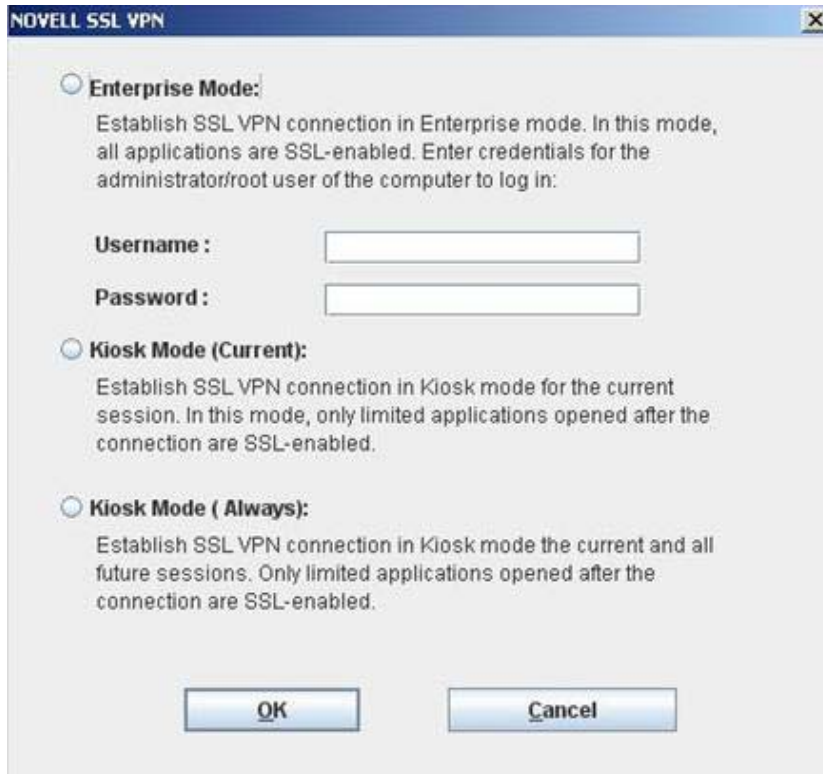 NOVELL SSL VPN
Enterprise Mode:
Establish SSL VPN connection in Enterprise mode. In this mode,
all applications are SSL-enabled. Enter credentials for the
administrator/root user of the computer to log in:
Username :
Password :
Kiosk Mode (Current):
Establish SSL VPN connection in Kiosk mode for the current
session. In this mode, only limited applications opened after the
connection are SSL-enabled.
Kiosk Mode ( Always):
Establish SSL VPN connection in Kiosk mode the current and all
future sessions. Only limited applications opened after the
connection are SSL-enabled.
OK
Cancel